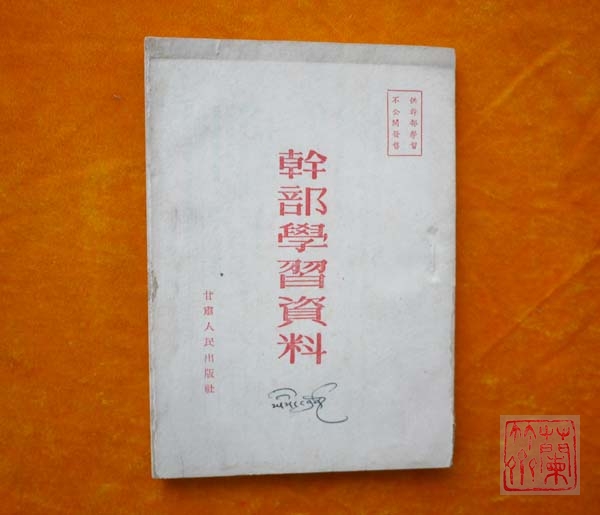 供幹部學習
不公開發售
幹部學習資料
甘肅人民出版社